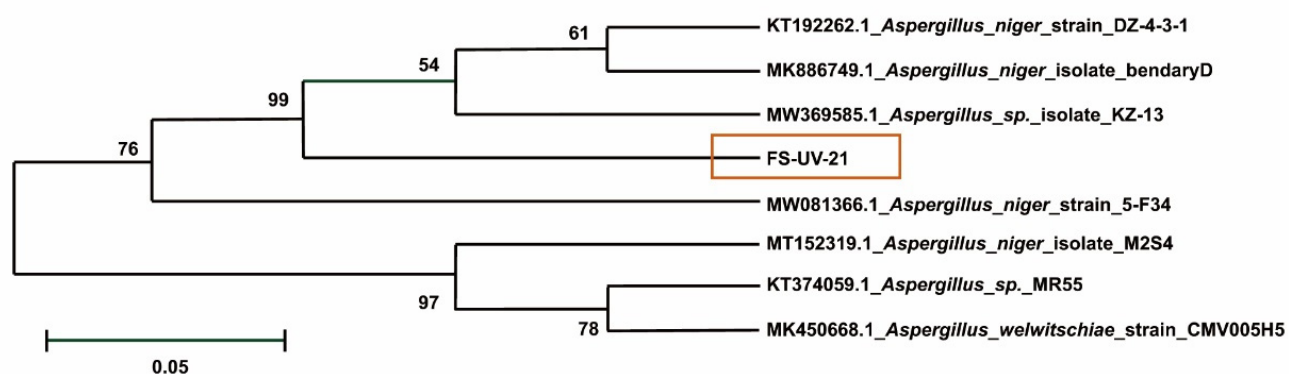 KT192262.1_Aspergillus_niger_strain_DZ-4-3-1
61
MK886749.1_Aspergillus_niger_isolate_bendaryD
54
MW369585.1_Aspergillus_sp._isolate_KZ-13
99
FS-UV-21
76
MW081366.1_Aspergillus_niger_strain_5-F34
MT152319.1_Aspergillus_niger_isolate_M2S4
97
KT374059.1_Aspergillus_sp._MR55
78
MK450668.1_Aspergillus_welwitschiae_strain_CMV005H5
0.05